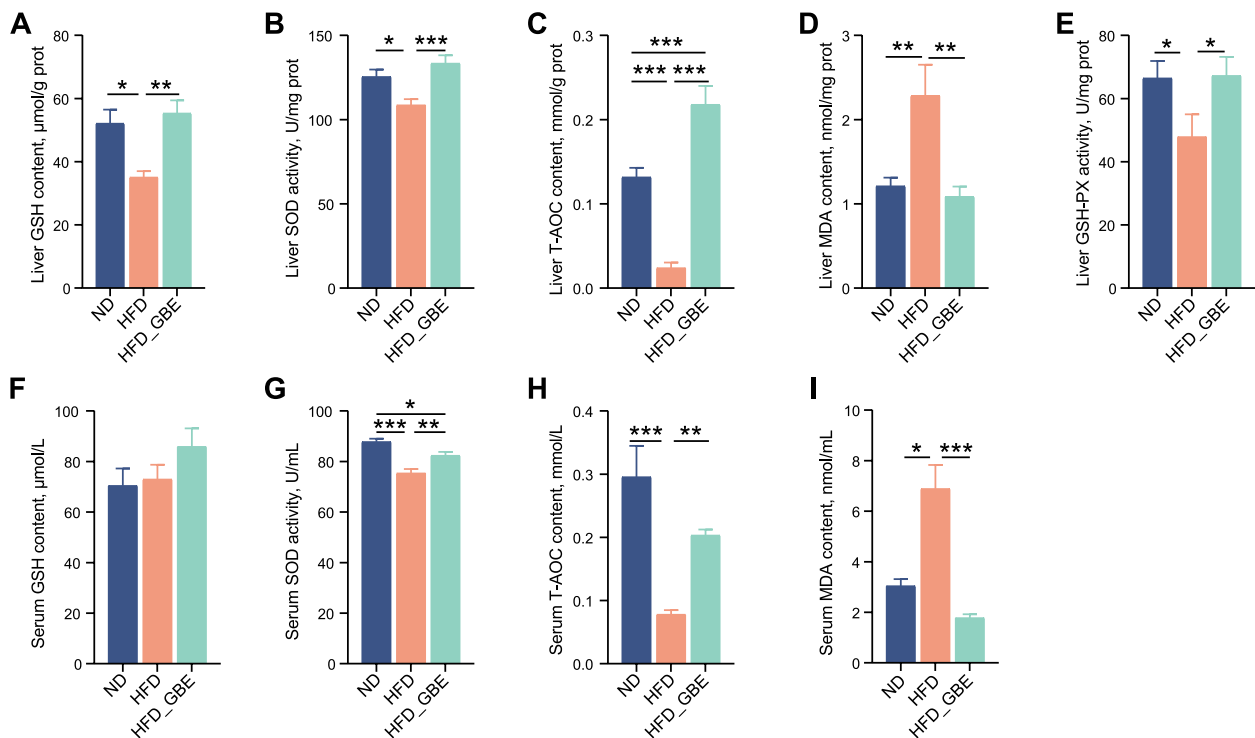 A
Liver GSH content, μmol/g prot
80
60
40
20
0
*
**
ND
HFD
HFD_GBE
B
Liver SOD activity, U/mg prot
150
100
50
0
*
***
ND
HFD
HFD_GBE
C
Liver T-AOC content, mmol/g prot
0.3
0.2
0.1
0.0
***
***
***
ND
HFD
HFD_GBE
D
Liver MDA content, nmol/mg prot
3
2
1
0
**
**
ND
HFD
HFD_GBE
E
Liver GSH-PX activity, U/mg prot
80
60
40
20
0
*
*
ND
HFD
HFD_GBE
F
Serum GSH content, μmol/L
100
80
60
40
20
0
ND
HFD
HFD_GBE
G
Serum SOD activity, U/mL
100
80
60
40
20
0
*
***
**
ND
HFD
HFD_GBE
H
Serum T-AOC content, mmol/L
0.4
0.3
0.2
0.1
0.0
***
**
ND
HFD
HFD_GBE
I
Serum MDA content, nmol/mL
10
8
6
4
2
0
*
***
ND
HFD
HFD_GBE